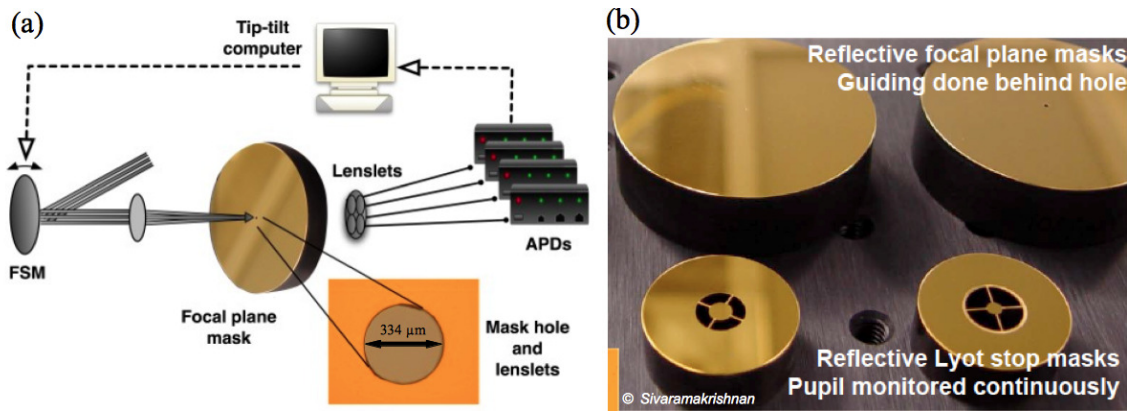 (a)
Tip-tilt
computer
FSM
Lenslets
APDs
Focal plane
mask
334 μm
Mask hole
and
lenslets
(b)
Reflective focal plane masks
Guiding done behind hole
Reflective Lyot stop masks
Pupil monitored continuously
© Sivaramakrishnan